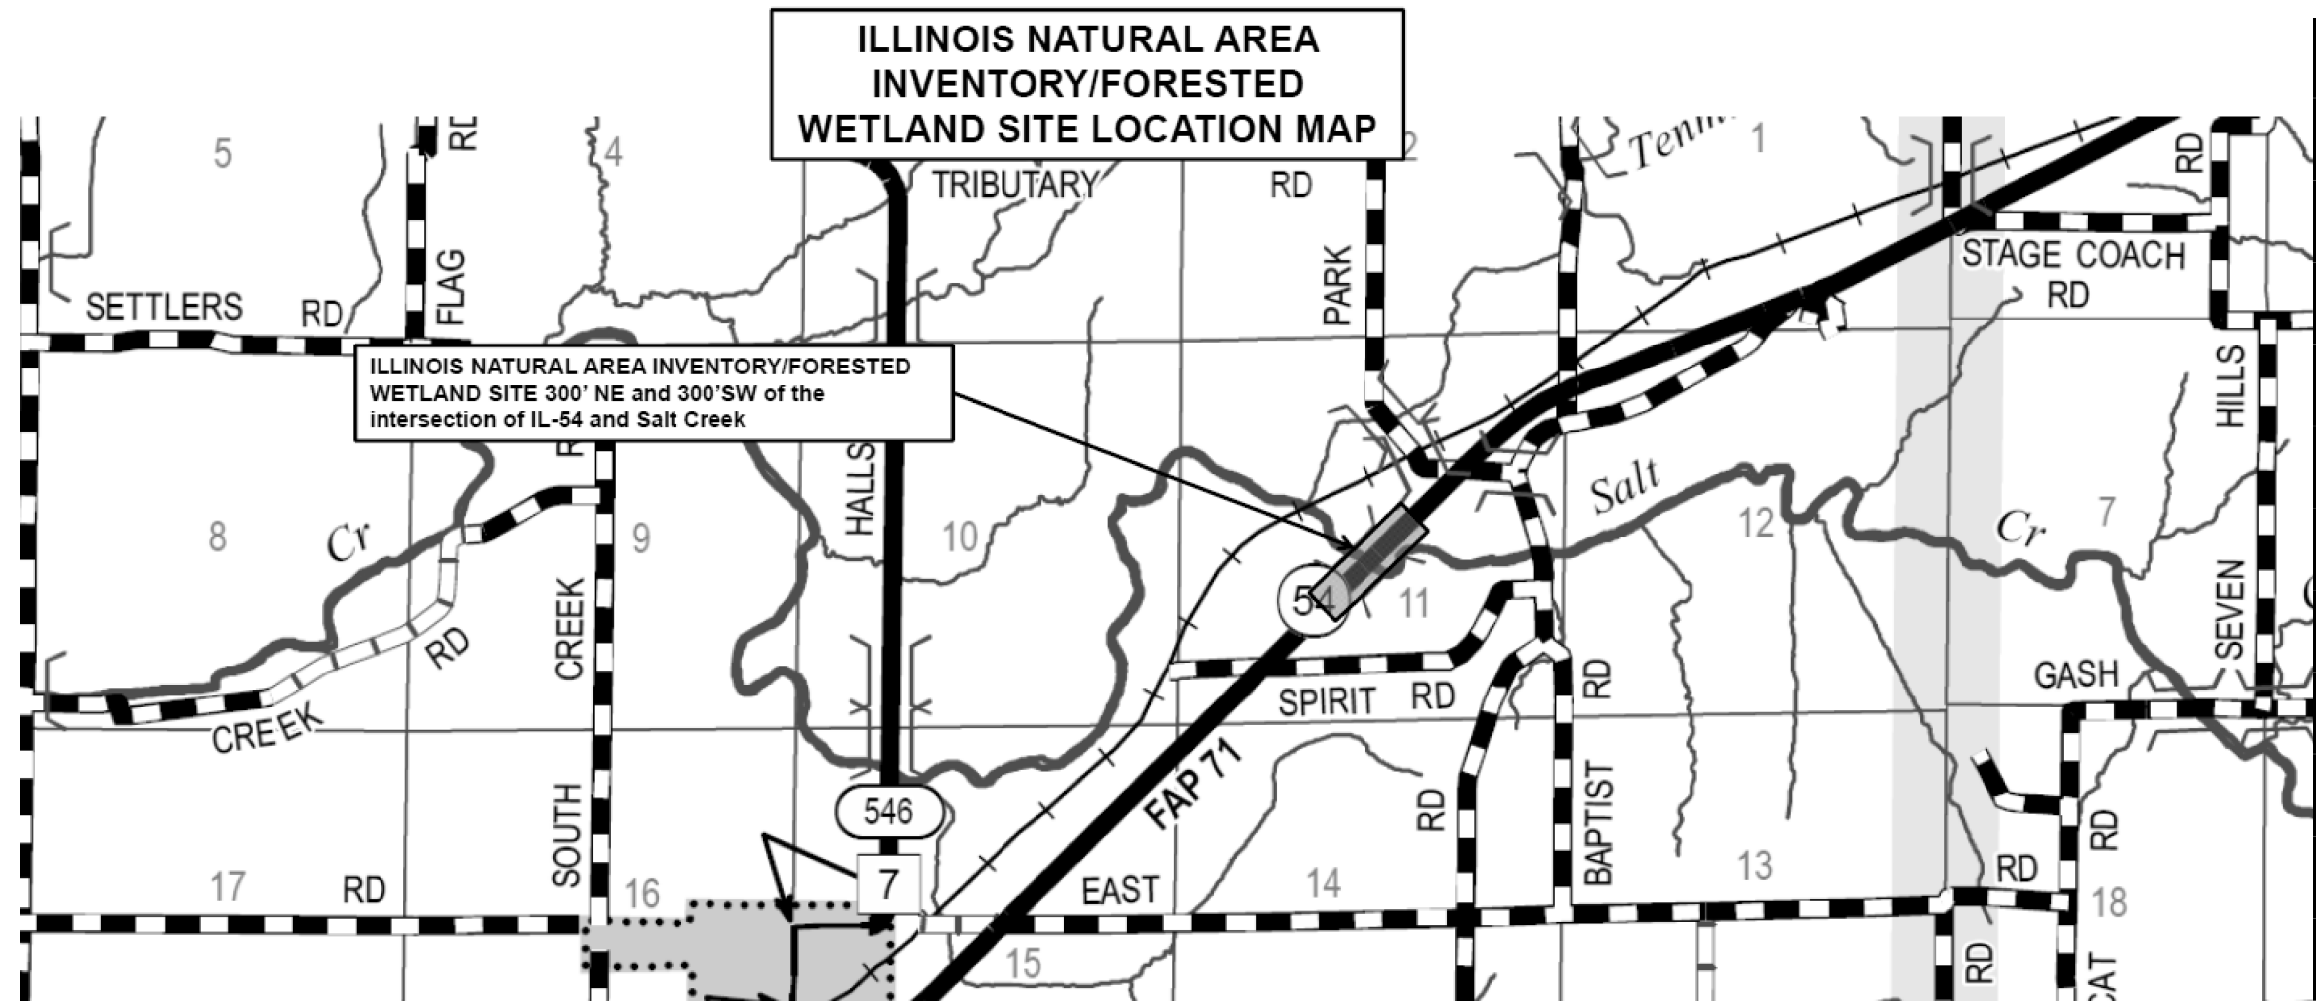 ILLINOIS NATURAL AREA
INVENTORY/FORESTED
WETLAND SITE LOCATION MAP
5
RD
4
2
1
RD
TRIBUTARY
RD
FLAG
PARK
STAGE COACH
RD
SETTLERS
RD
HILLS
ILLINOIS NATURAL AREA INVENTORY/FORESTED
WETLAND SITE 300' NE and 300'SW of the
intersection of IL-54 and Salt Creek
HALLS
8
Cr
9
10
Salt
12
Cr
7
54
11
CREEK
RD
SEVEN
SPIRIT
RD
RD
GASH
CREEK
FAP 71
SOUTH
546
RD
BAPTIST
RD
7
17
RD
16
EAST
14
13
RD
18
15
RD
CAT